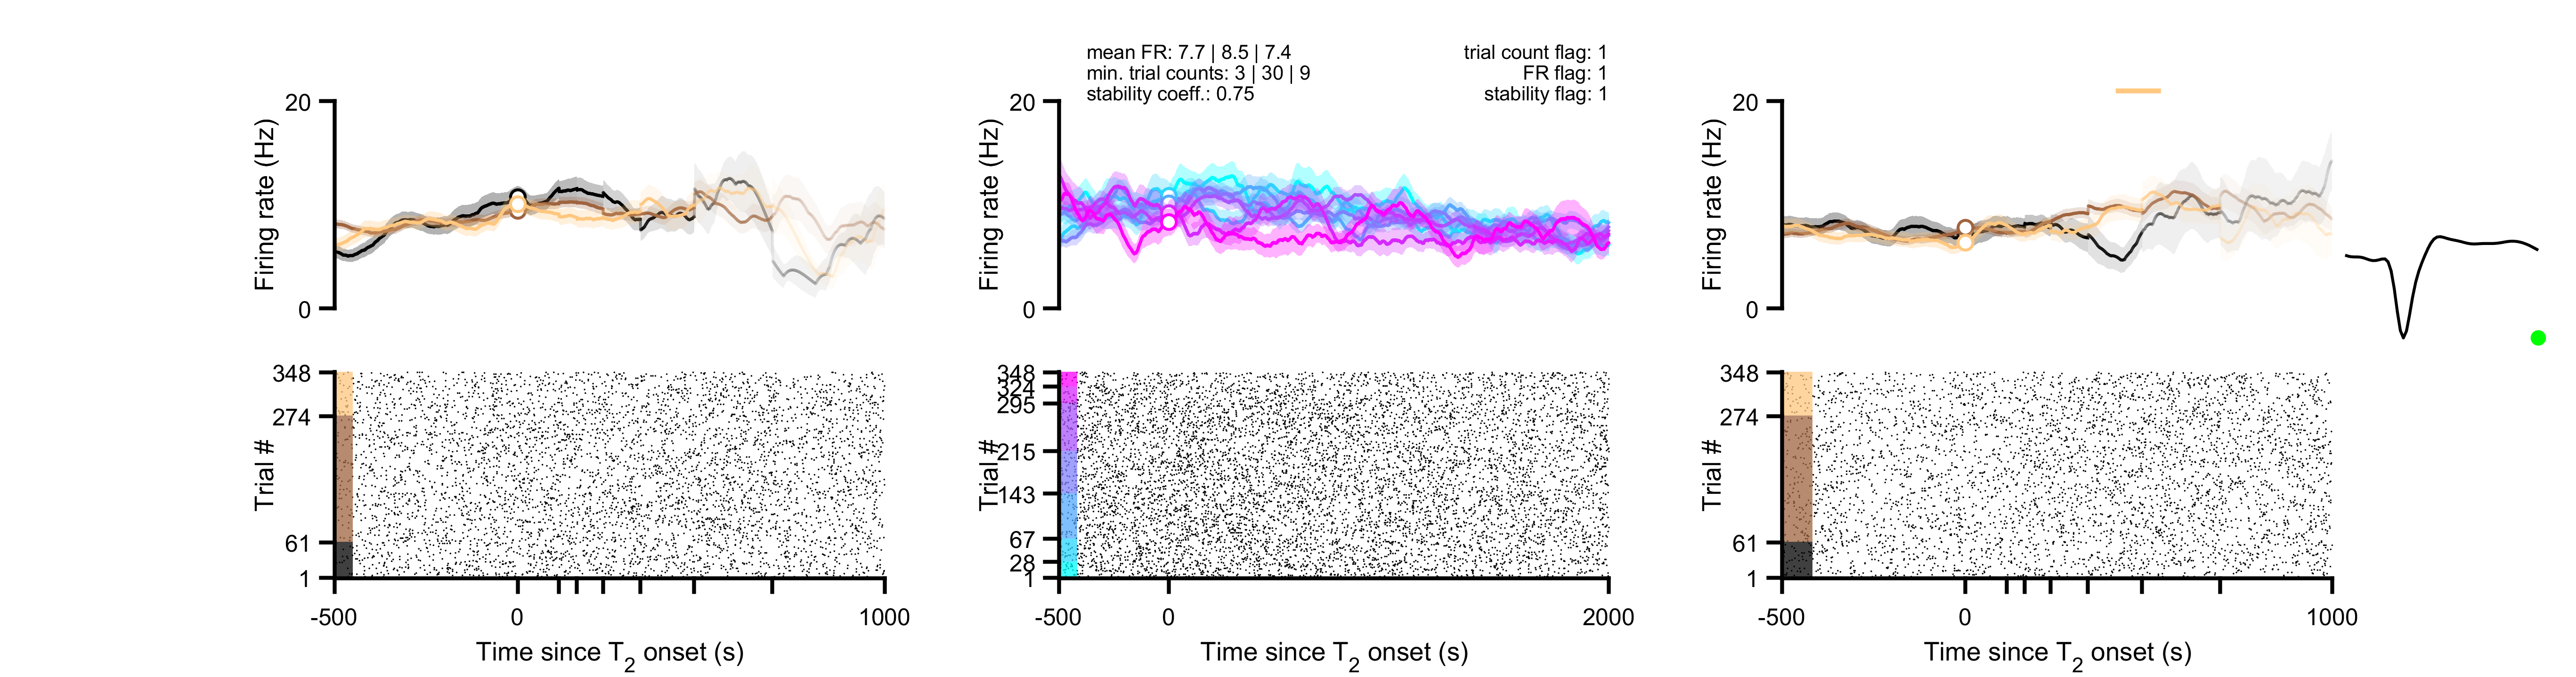 mean FR: 7.7 | 8.5 | 7.4
min. trial counts: 3 | 30 | 9
stability coeff.: 0.75
trial count flag: 1
FR flag: 1
stability flag: 1
20
Firing rate (Hz)
0
348
274
Trial #
61
1
-500
0
1000
Time since T2 onset (s)
20
Firing rate (Hz)
0
348
324
295
Trial #
215
143
67
28
1
-500
0
2000
Time since T2 onset (s)
20
Firing rate (Hz)
0
348
274
Trial #
61
1
-500
0
1000
Time since T2 onset (s)